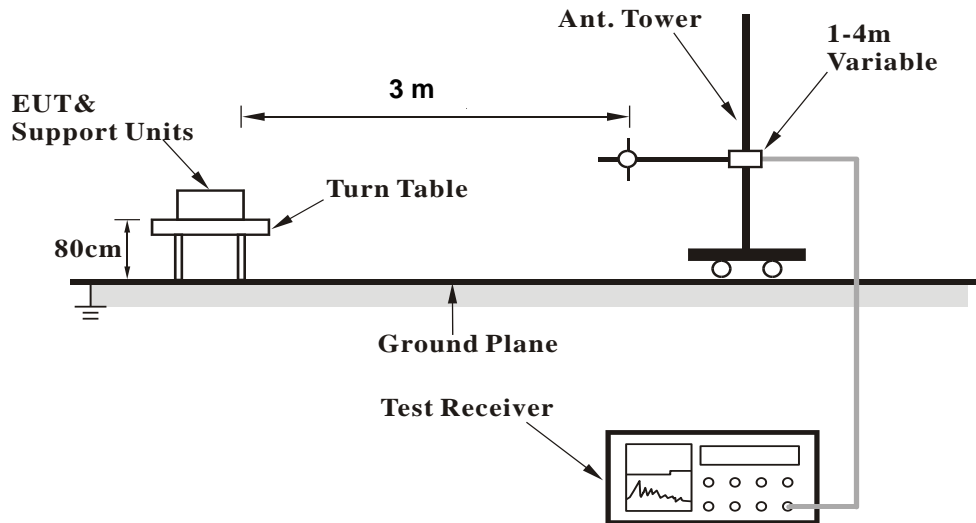 Ant. Tower
1-4m
Variable
3 m
EUT&
Support Units
Turn Table
80cm
Ground Plane
Test Receiver